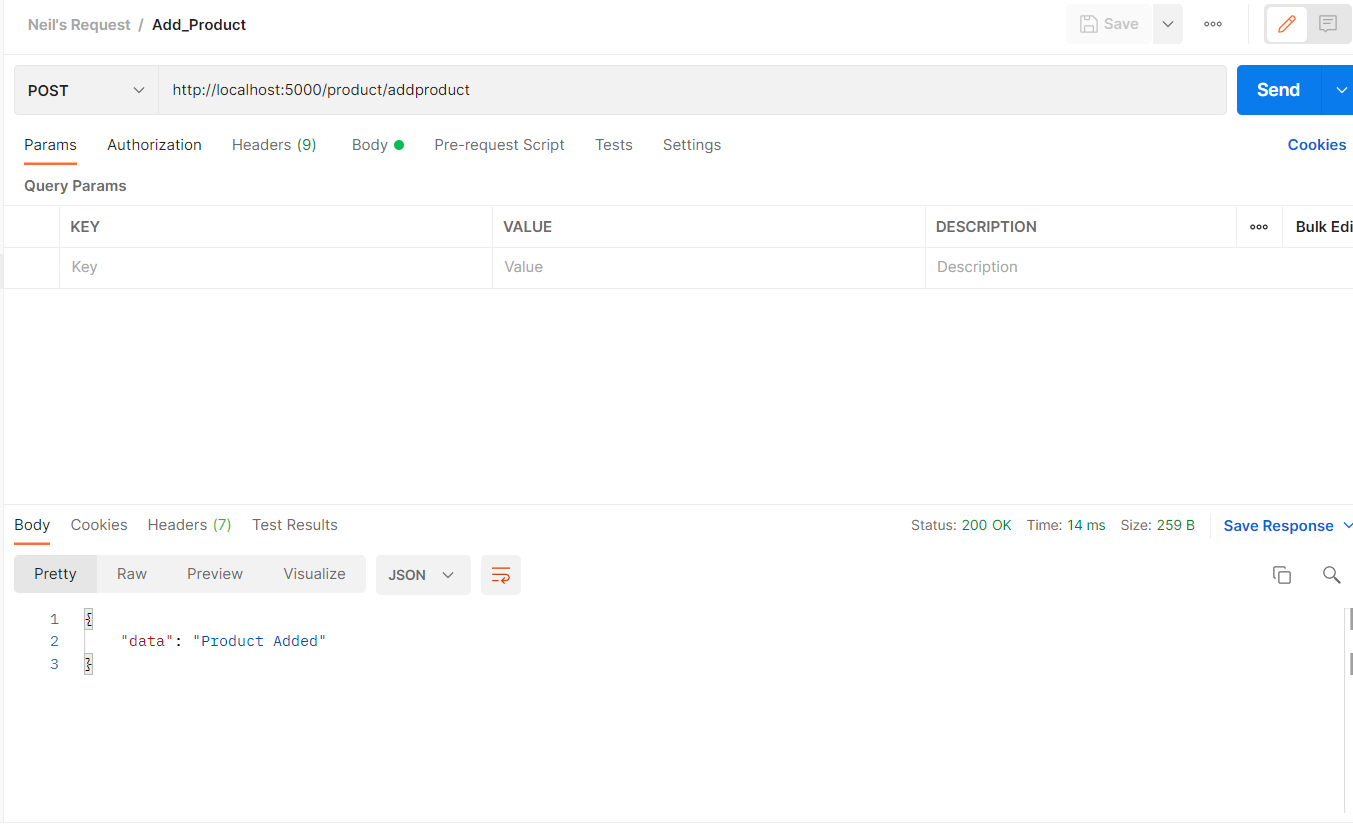 Neil's Request / Add_Product Save
POST http://localhost:5000/product/addproduct Send
Params Authorization Headers (9) Body Pre-request Script Tests Settings Cookies
Query Params
KEY VALUE DESCRIPTION Bulk Edi
Key Value Description
Body Cookies Headers (7) Test Results Status: 200 OK Time: 14 ms Size: 259 B Save Response
Pretty Raw Preview Visualize JSON
1 {
2 "data": "Product Added"
3 }